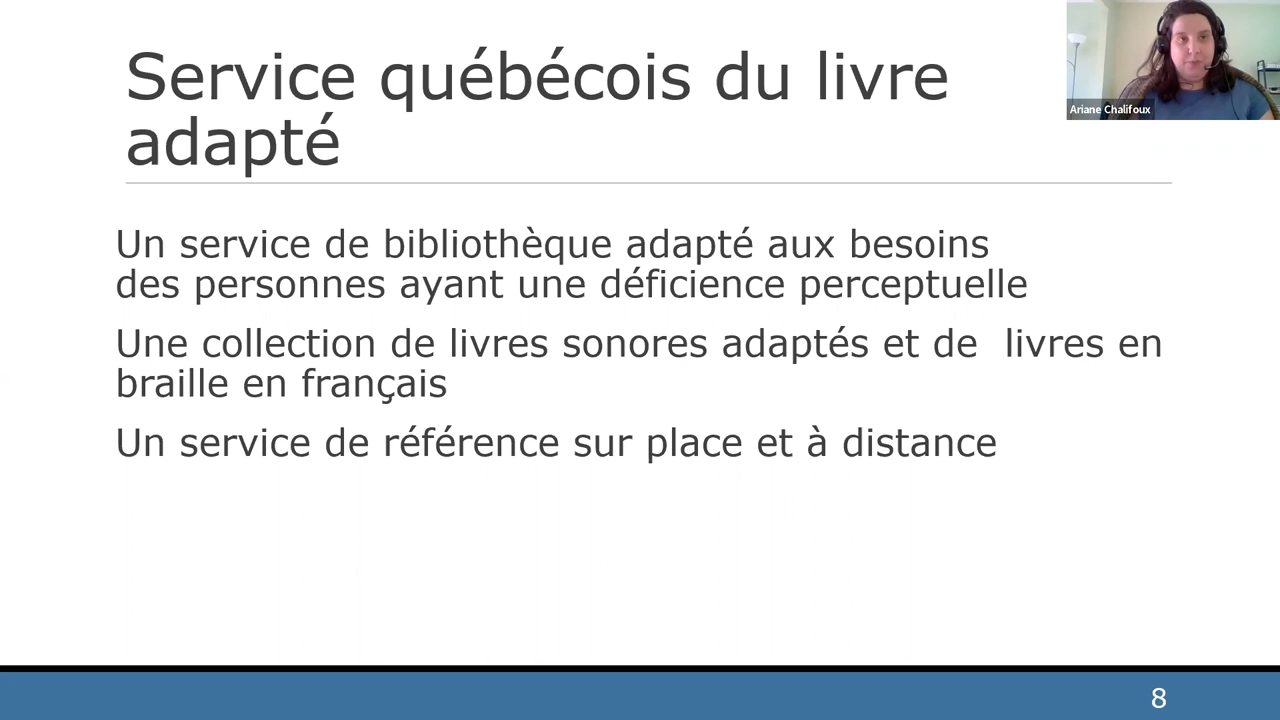 Service québécois du livre
adapté
Ariane Chalifoux
Un service de bibliothèque adapté aux besoins
des personnes ayant une déficience perceptuelle
Une collection de livres sonores adaptés et de  livres en
braille en français
Un service de référence sur place et à distance
8